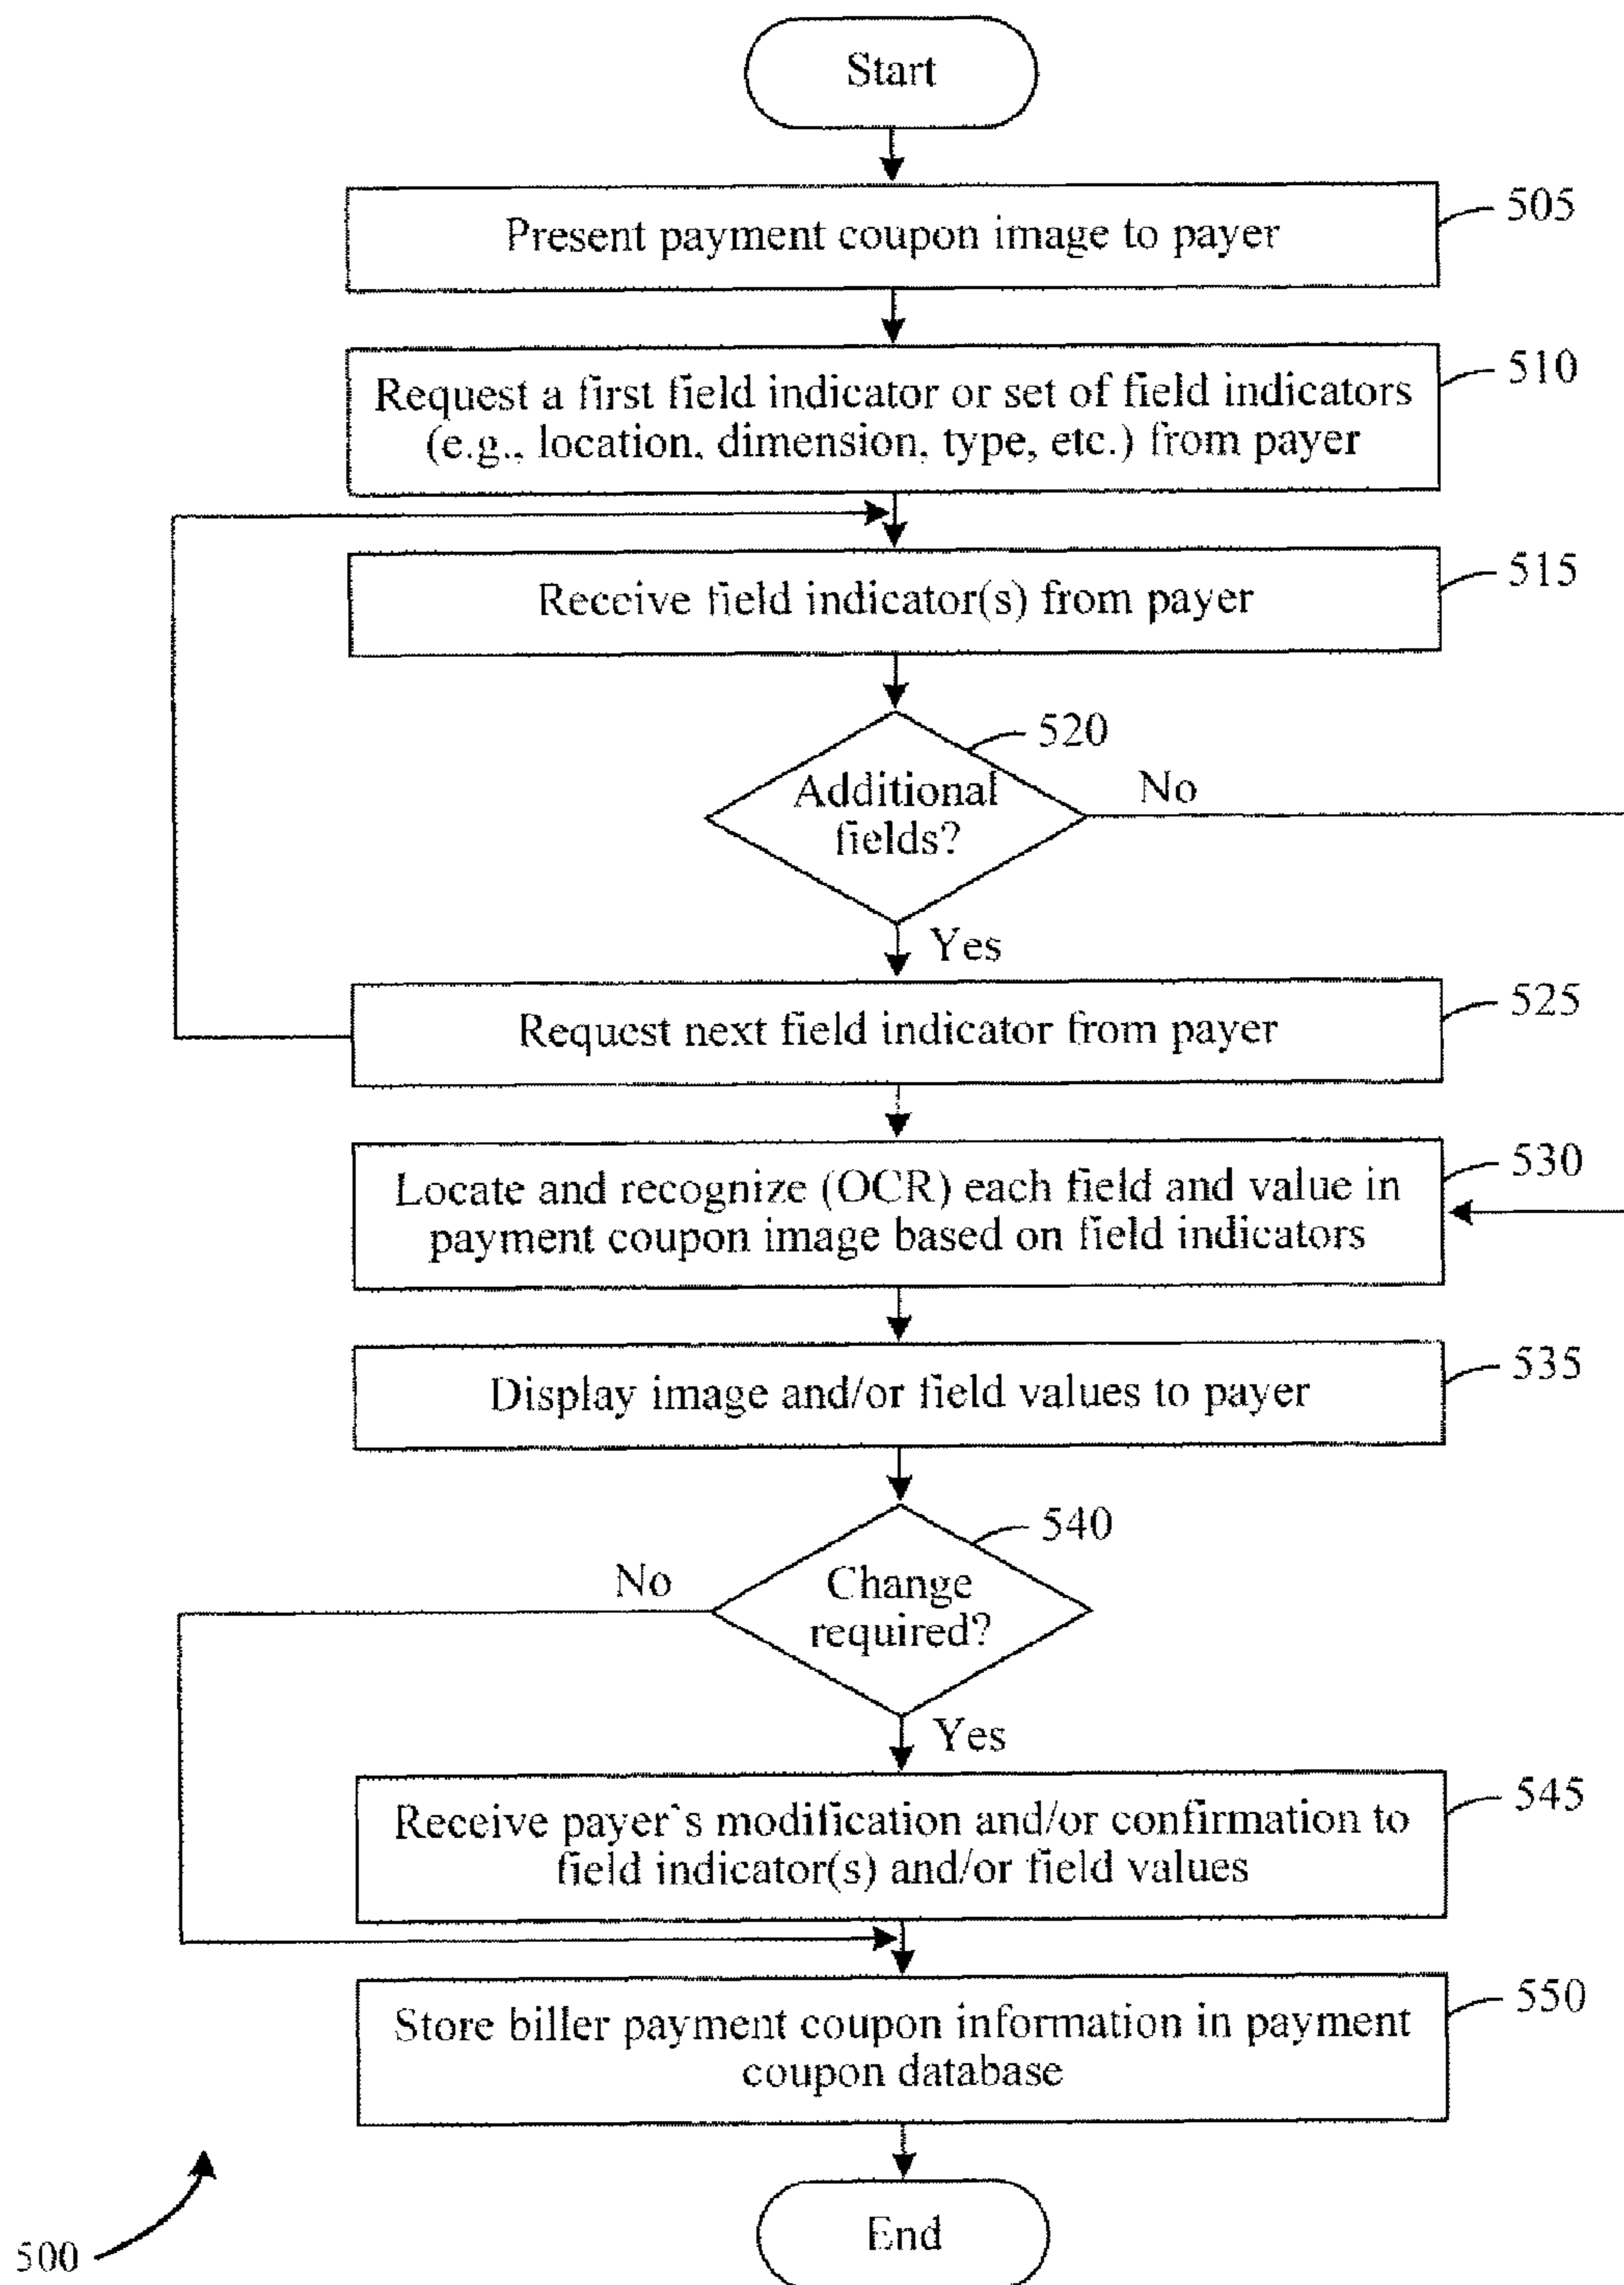 Start
Present payment coupon image to payer
505
Request a first field indicator or set of field indicators
(e.g., location, dimension, type, etc.) from payer
510
Receive field indicator(s) from payer
515
520
Additional
fields?
No
Yes
Request next field indicator from payer
525
Locate and recognize (OCR) each field and value in
payment coupon image based on field indicators
530
Display image and/or field values to payer
535
540
Change
required?
No
Yes
Receive payer`s modification and/or confirmation to
field indicator(s) and/or field values
545
Store biller payment coupon information in payment
coupon database
550
End
500